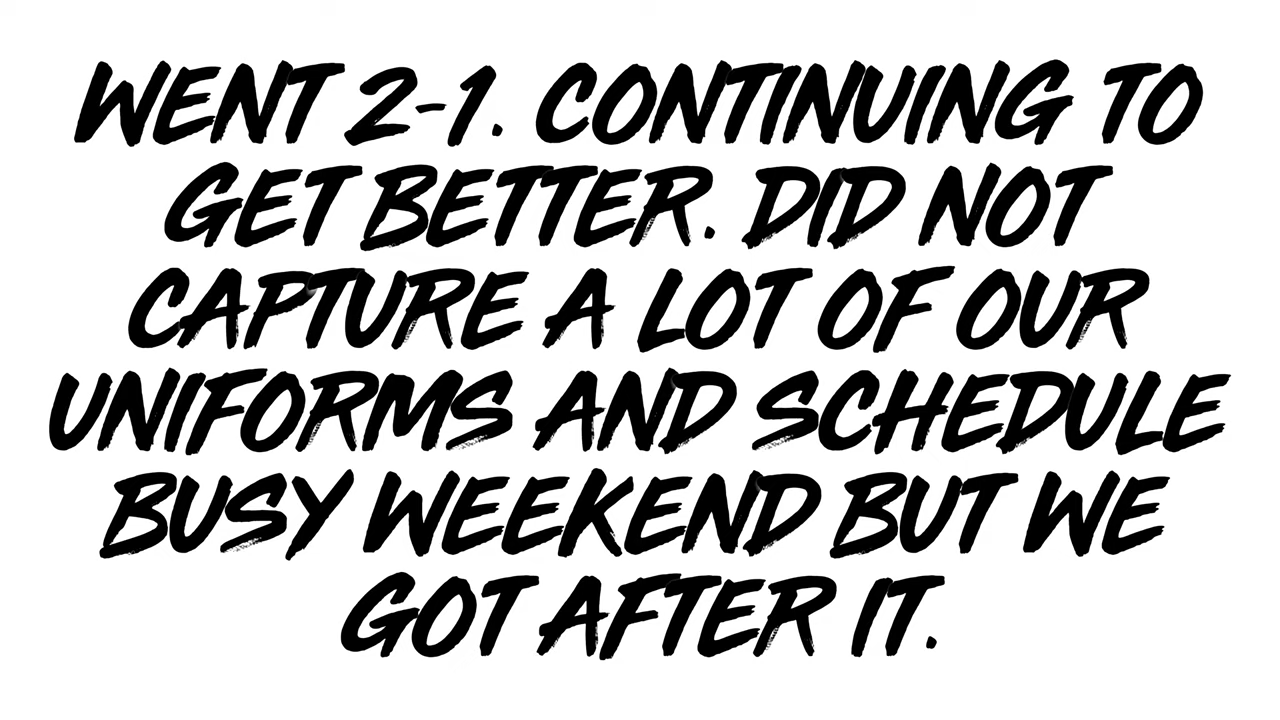 WENT 2-1. CONTINUING TO
GET BETTER. DID NOT
CAPTURE A LOT OF OUR
UNIFORMS AND SCHEDULE
BUSY WEEKEND BUT WE
GOT AFTER IT.